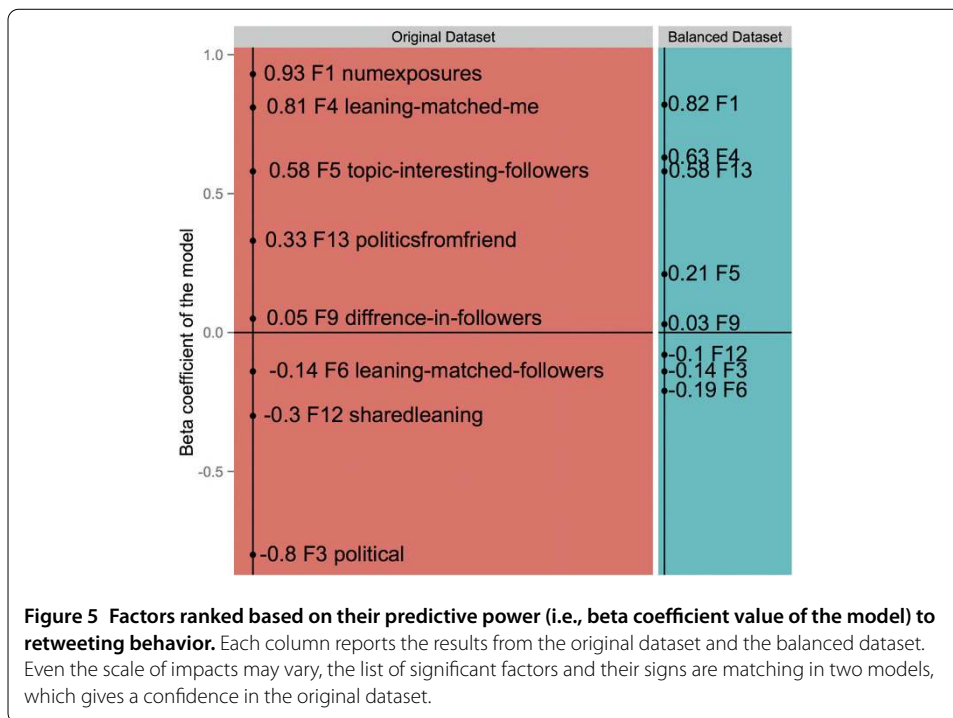 Original Dataset
Balanced Dataset
Beta coefficient of the model
1.0
0.5
0.0
-0.5
0.93 F1 numexposures
0.81 F4 leaning-matched-me
0.58 F5 topic-interesting-followers
0.33 F13 politicsfromfriend
0.05 F9 diffrence-in-followers
-0.14 F6 leaning-matched-followers
-0.3 F12 sharedleaning
-0.8 F3 political
0.82 F1
0.63 F4
0.58 F13
0.21 F5
0.03 F9
-0.1 F12
-0.14 F3
-0.19 F6
Figure 5 Factors ranked based on their predictive power (i.e., beta coefficient value of the model) to
retweeting behavior. Each column reports the results from the original dataset and the balanced dataset.
Even the scale of impacts may vary, the list of significant factors and their signs are matching in two models,
which gives a confidence in the original dataset.